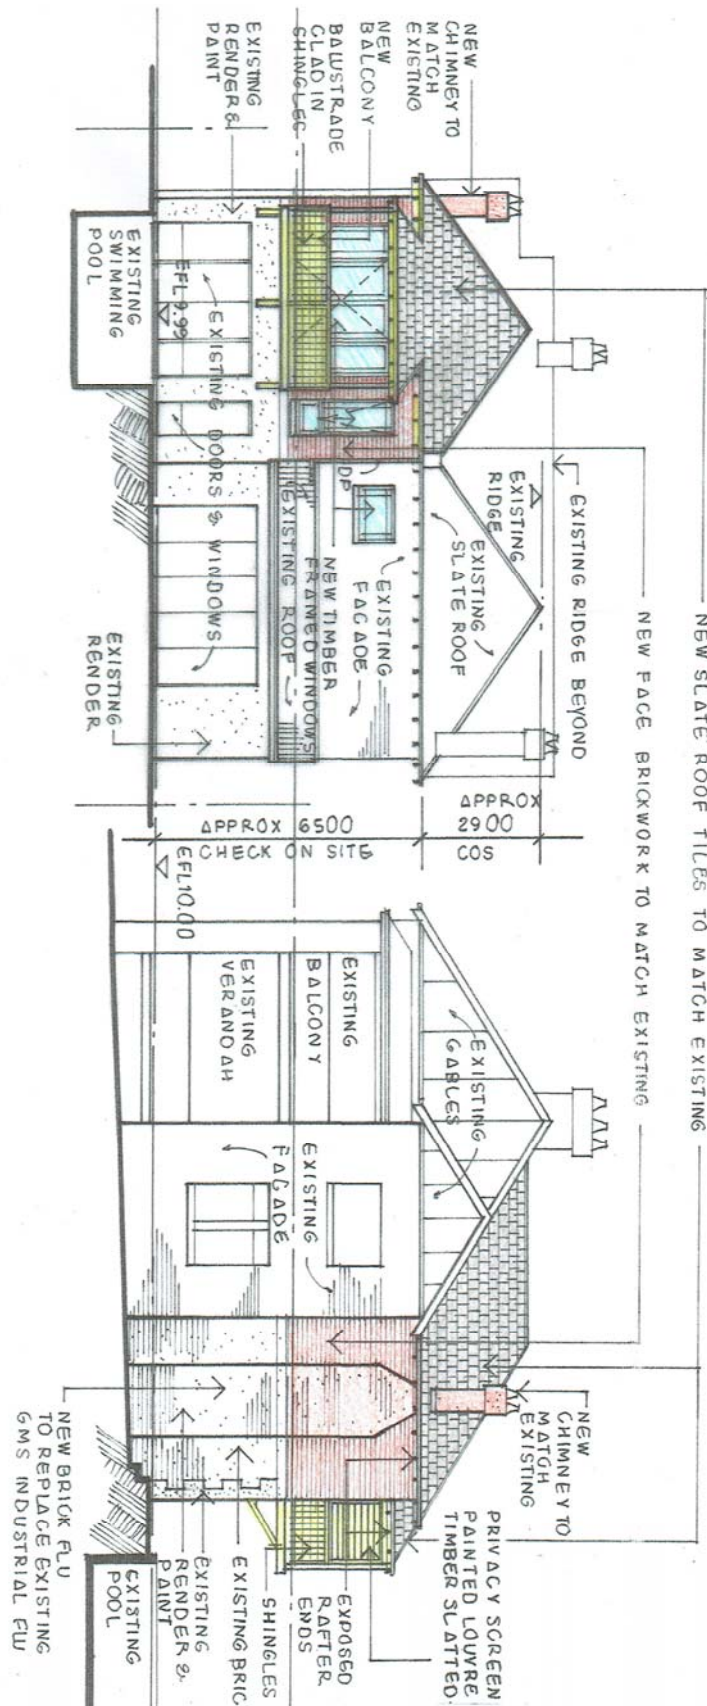 NEW SLATE ROOF TILES TO MATCH EXISTING
NEW FACE BRICKWORK TO MATCH EXISTING
NEW
CHIMNEY TO
MATCH
EXISTING
NEW
BALCONY
BALUSTRADE
CLAD IN
SHINGLES
EXISTING
RENDER &
PAINT
EXISTING RIDGE BEYOND
EXISTING
RIDGE
EXISTING
SLATE ROOF
EXISTING
FACADE
DP
NEW TIMBER
FRAMED WINDOWS
EXISTING ROOF
EXISTING DOORS & WINDOWS
EFL 9.99
EXISTING
SWIMMING
POOL
EXISTING
RENDER
APPROX
2900
COS
APPROX 6500
CHECK ON SITE
EFL10.00
EXISTING
GABLES
EXISTING
BALCONY
EXISTING
VERANDAH
EXISTING
FACADE
NEW
CHIMNEY TO
MATCH
EXISTING
PRIVACY SCREEN
PAINTED LOUVRE
TIMBER SLATTED
EXPOSED
RAFTER
ENDS
SHINGLES
EXISTING BRIC
EXISTING
RENDER &
PAINT
EXISTING
POOL
NEW BRICK FLU
TO REPLACE EXISTING
GMS INDUSTRIAL FLU